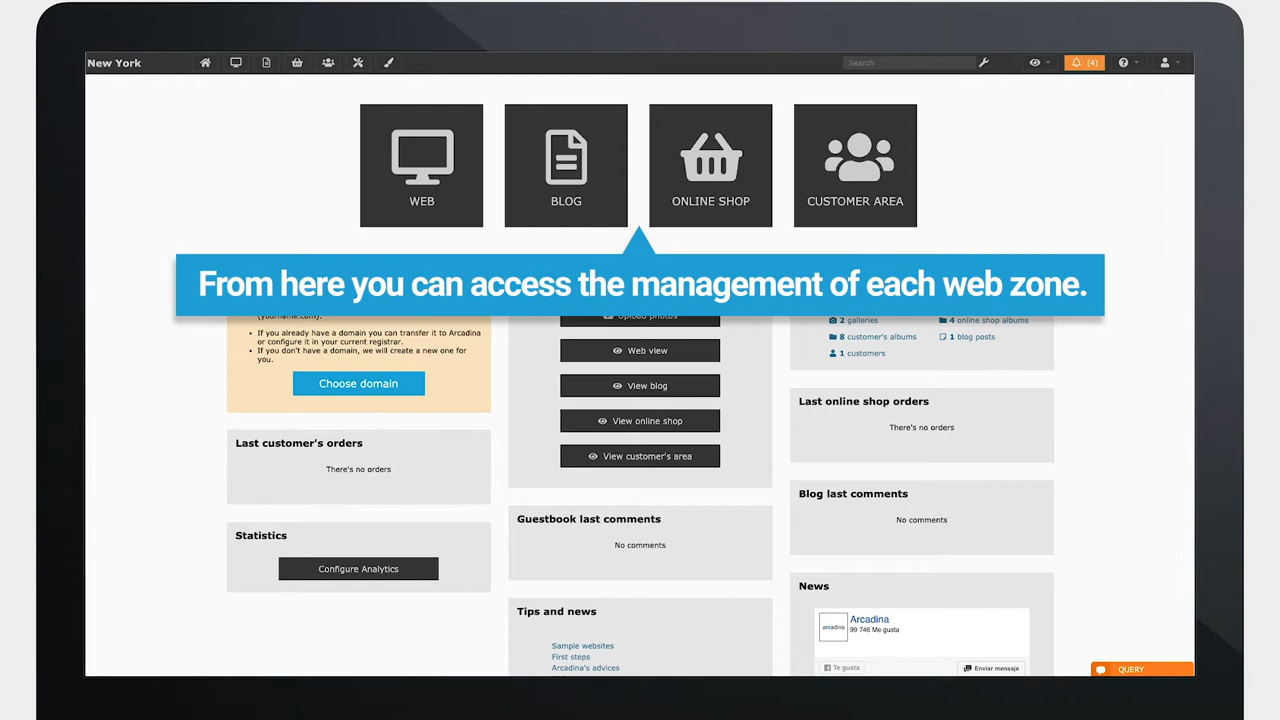 New York
Search
(4)
WEB
BLOG
ONLINE SHOP
CUSTOMER AREA
From here you can access the management of each web zone.
(yourname.com).
• If you already have a domain you can transfer it to Arcadina
or configure it in your current registrar.
• If you don't have a domain, we will create a new one for
you.
Choose domain
Last customer's orders
There's no orders
Statistics
Configure Analytics
Upload photos
Web view
View blog
View online shop
View customer's area
Guestbook last comments
No comments
Tips and news
Sample websites
First steps
Arcadina's advices
2 galleries
4 online shop albums
8 customer's albums
1 blog posts
1 customers
Last online shop orders
There's no orders
Blog last comments
No comments
News
arcadina
Arcadina
99 746 Me gusta
Te gusta
Enviar mensaje
QUERY